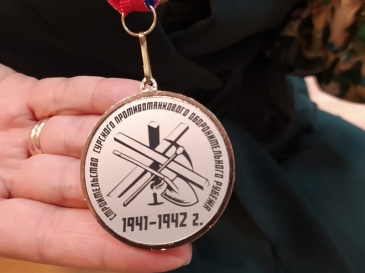 СТРОИТЕЛЬСТВО СУРСКОГО ПРОТИВОТАНКОВОГО ОБОРОНИТЕЛЬНОГО РУБЕЖА
1941-1942 г.